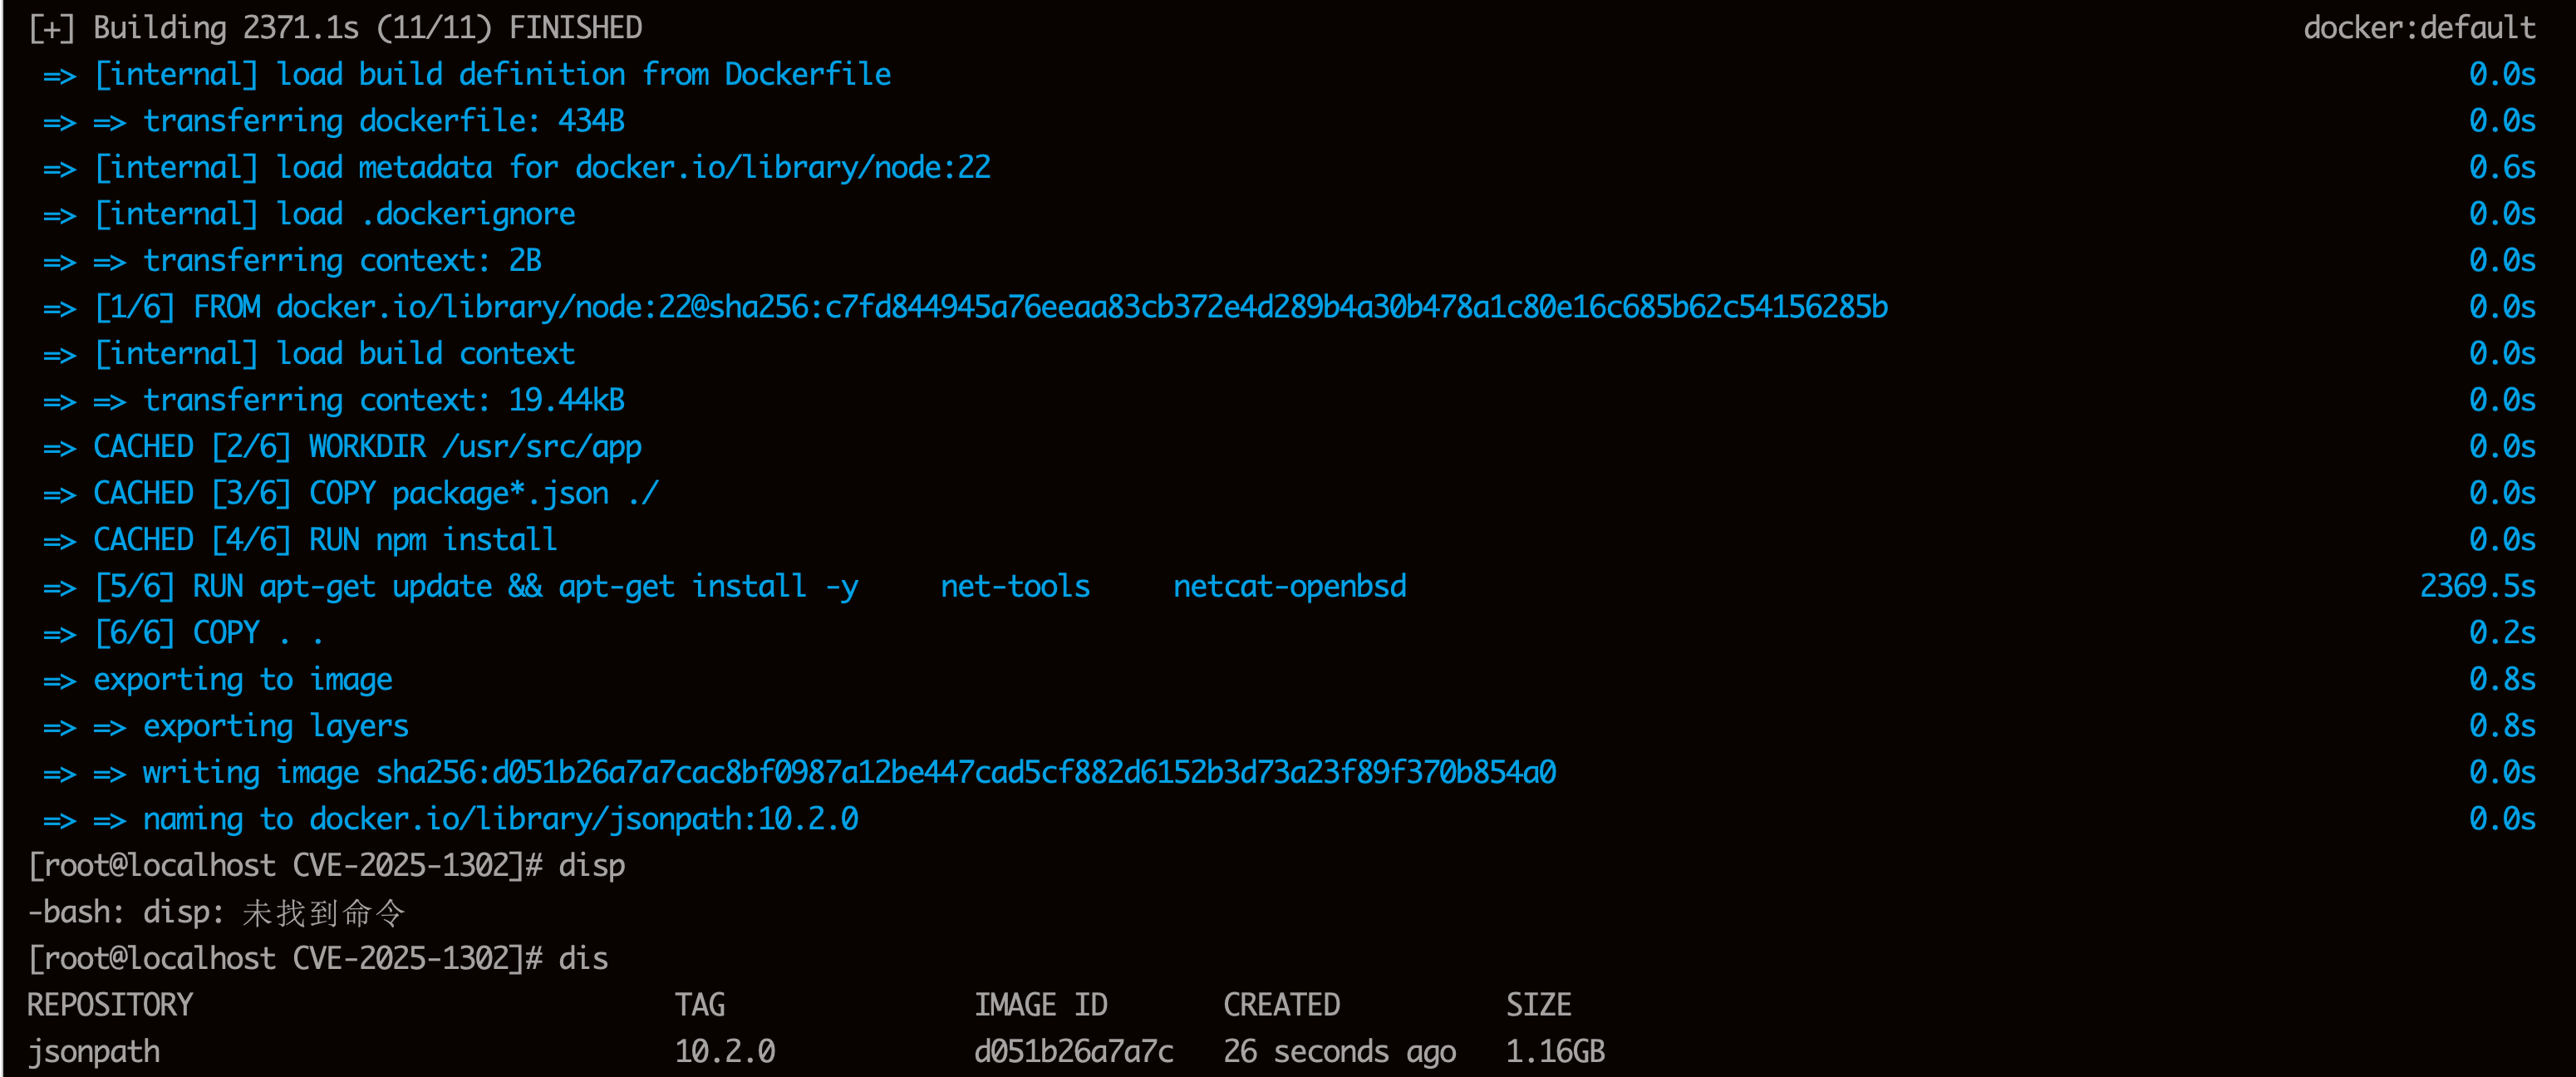 [+] Building 2371.1s (11/11) FINISHED docker:default
=> [internal] load build definition from Dockerfile 0.0s
=> => transferring dockerfile: 434B 0.0s
=> [internal] load metadata for docker.io/library/node:22 0.6s
=> [internal] load .dockerignore 0.0s
=> => transferring context: 2B 0.0s
=> [1/6] FROM docker.io/library/node:22@sha256:c7fd844945a76eeaa83cb372e4d289b4a30b478a1c80e16c685b62c54156285b 0.0s
=> [internal] load build context 0.0s
=> => transferring context: 19.44kB 0.0s
=> CACHED [2/6] WORKDIR /usr/src/app 0.0s
=> CACHED [3/6] COPY package*.json ./ 0.0s
=> CACHED [4/6] RUN npm install 0.0s
=> [5/6] RUN apt-get update && apt-get install -y net-tools netcat-openbsd 2369.5s
=> [6/6] COPY . . 0.2s
=> exporting to image 0.8s
=> => exporting layers 0.8s
=> => writing image sha256:d051b26a7a7cac8bf0987a12be447cad5cf882d6152b3d73a23f89f370b854a0 0.0s
=> => naming to docker.io/library/jsonpath:10.2.0 0.0s
[root@localhost CVE-2025-1302]# disp
-bash: disp: 未找到命令
[root@localhost CVE-2025-1302]# dis
REPOSITORY TAG IMAGE ID CREATED SIZE
jsonpath 10.2.0 d051b26a7a7c 26 seconds ago 1.16GB